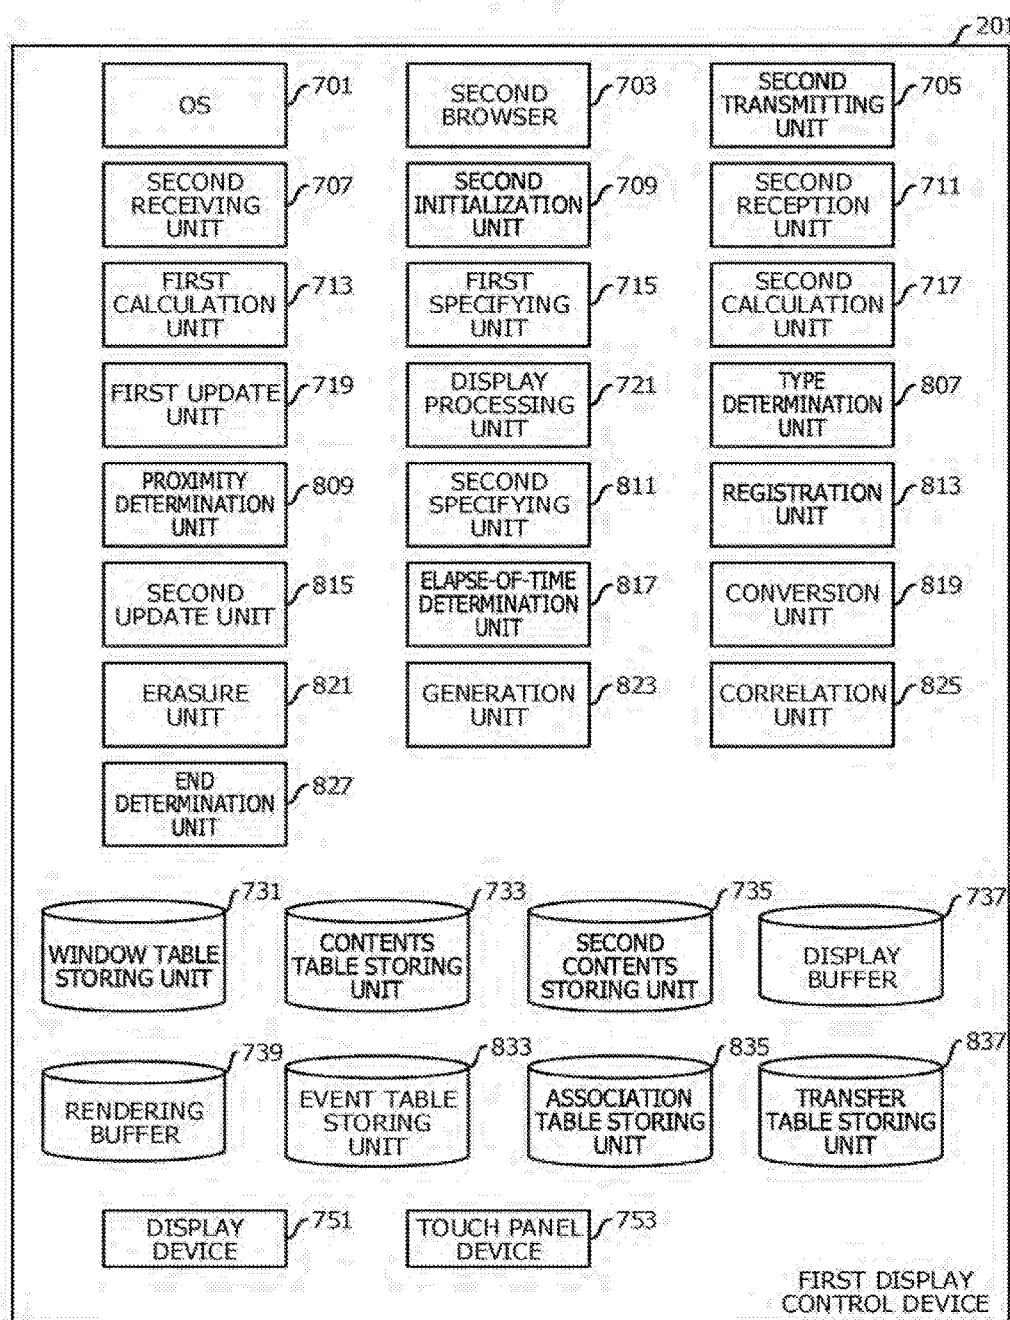 201
OS
701
SECOND
BROWSER
703
SECOND
TRANSMITTING
UNIT
705
SECOND
RECEIVING
UNIT
707
SECOND
INITIALIZATION
UNIT
709
SECOND
RECEPTION
UNIT
711
FIRST
CALCULATION
UNIT
713
FIRST
SPECIFYING
UNIT
715
SECOND
CALCULATION
UNIT
717
FIRST UPDATE
UNIT
719
DISPLAY
PROCESSING
UNIT
721
TYPE
DETERMINATION
UNIT
807
PROXIMITY
DETERMINATION
UNIT
809
SECOND
SPECIFYING
UNIT
811
REGISTRATION
UNIT
813
SECOND
UPDATE UNIT
815
ELAPSE-OF-TIME
DETERMINATION
UNIT
817
CONVERSION
UNIT
819
ERASURE
UNIT
821
GENERATION
UNIT
823
CORRELATION
UNIT
825
END
DETERMINATION
UNIT
827
731
WINDOW TABLE
STORING UNIT
733
CONTENTS
TABLE STORING
UNIT
735
SECOND
CONTENTS
STORING UNIT
737
DISPLAY
BUFFER
739
RENDERING
BUFFER
833
EVENT TABLE
STORING
UNIT
835
ASSOCIATION
TABLE STORING
UNIT
837
TRANSFER
TABLE STORING
UNIT
DISPLAY
DEVICE
751
TOUCH PANEL
DEVICE
753
FIRST DISPLAY
CONTROL DEVICE